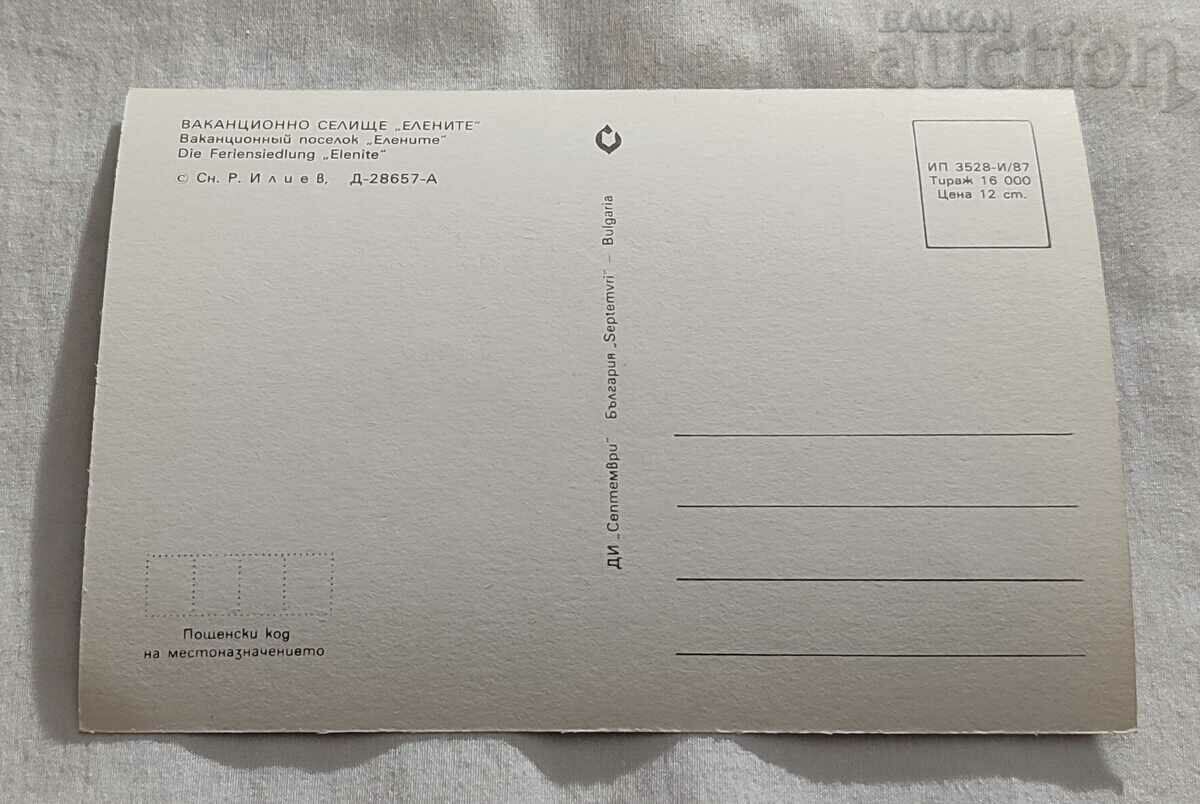 BALKAN
auction
ВАКАНЦИОННО СЕЛИЩЕ „ЕЛЕНИТЕ"
Ваканционный поселок „Елените"
Die Feriensiedlung „Elenite"
© Сн. Р. Илиев, Д-28657-А
ДИ „Септември" България „Septemvri" – Bulgaria
ИП 3528-И/87
Тираж 16 000
Цена 12 ст.
Пощенски код
на местоназначението